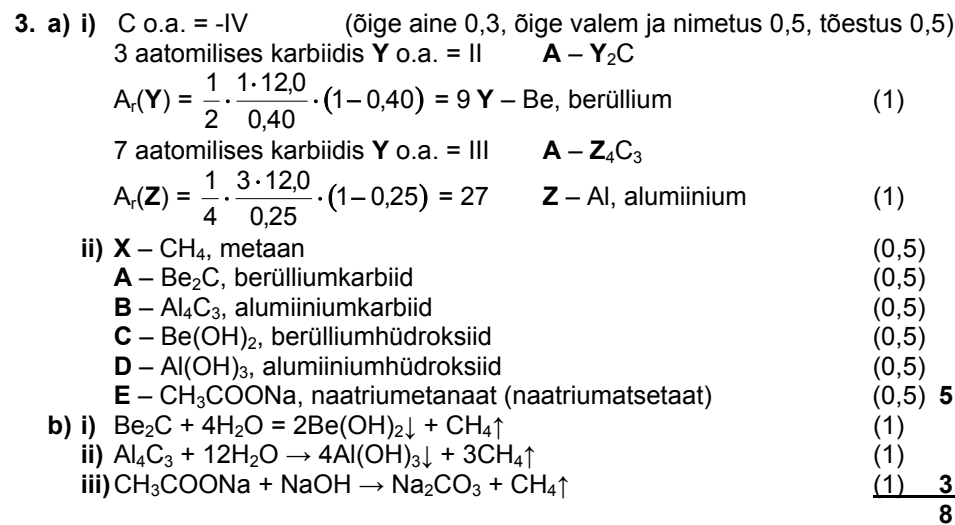 3. a) i) C o.a. = -IV (õige aine 0,3, õige valem ja nimetus 0,5, tõestus 0,5)
3 aatomilises karbiidis Y o.a. = II A – Y₂C
Aᵣ(Y) = 1/2 · 1·12,0/0,40 · (1–0,40) = 9 Y – Be, berüllium (1)
7 aatomilises karbiidis Y o.a. = III A – Z₄C₃
Aᵣ(Z) = 1/4 · 3·12,0/0,25 · (1–0,25) = 27 Z – Al, alumiinium (1)
ii) X – CH₄, metaan (0,5)
A – Be₂C, berülliumkarbiid (0,5)
B – Al₄C₃, alumiiniumkarbiid (0,5)
C – Be(OH)₂, berülliumhüdroksiid (0,5)
D – Al(OH)₃, alumiiniumhüdroksiid (0,5)
E – CH₃COONa, naatriumetanaat (naatriumatsetaat) (0,5) 5
b) i) Be₂C + 4H₂O = 2Be(OH)₂↓ + CH₄↑ (1)
ii) Al₄C₃ + 12H₂O → 4Al(OH)₃↓ + 3CH₄↑ (1)
iii) CH₃COONa + NaOH → Na₂CO₃ + CH₄↑ (1) 3
8